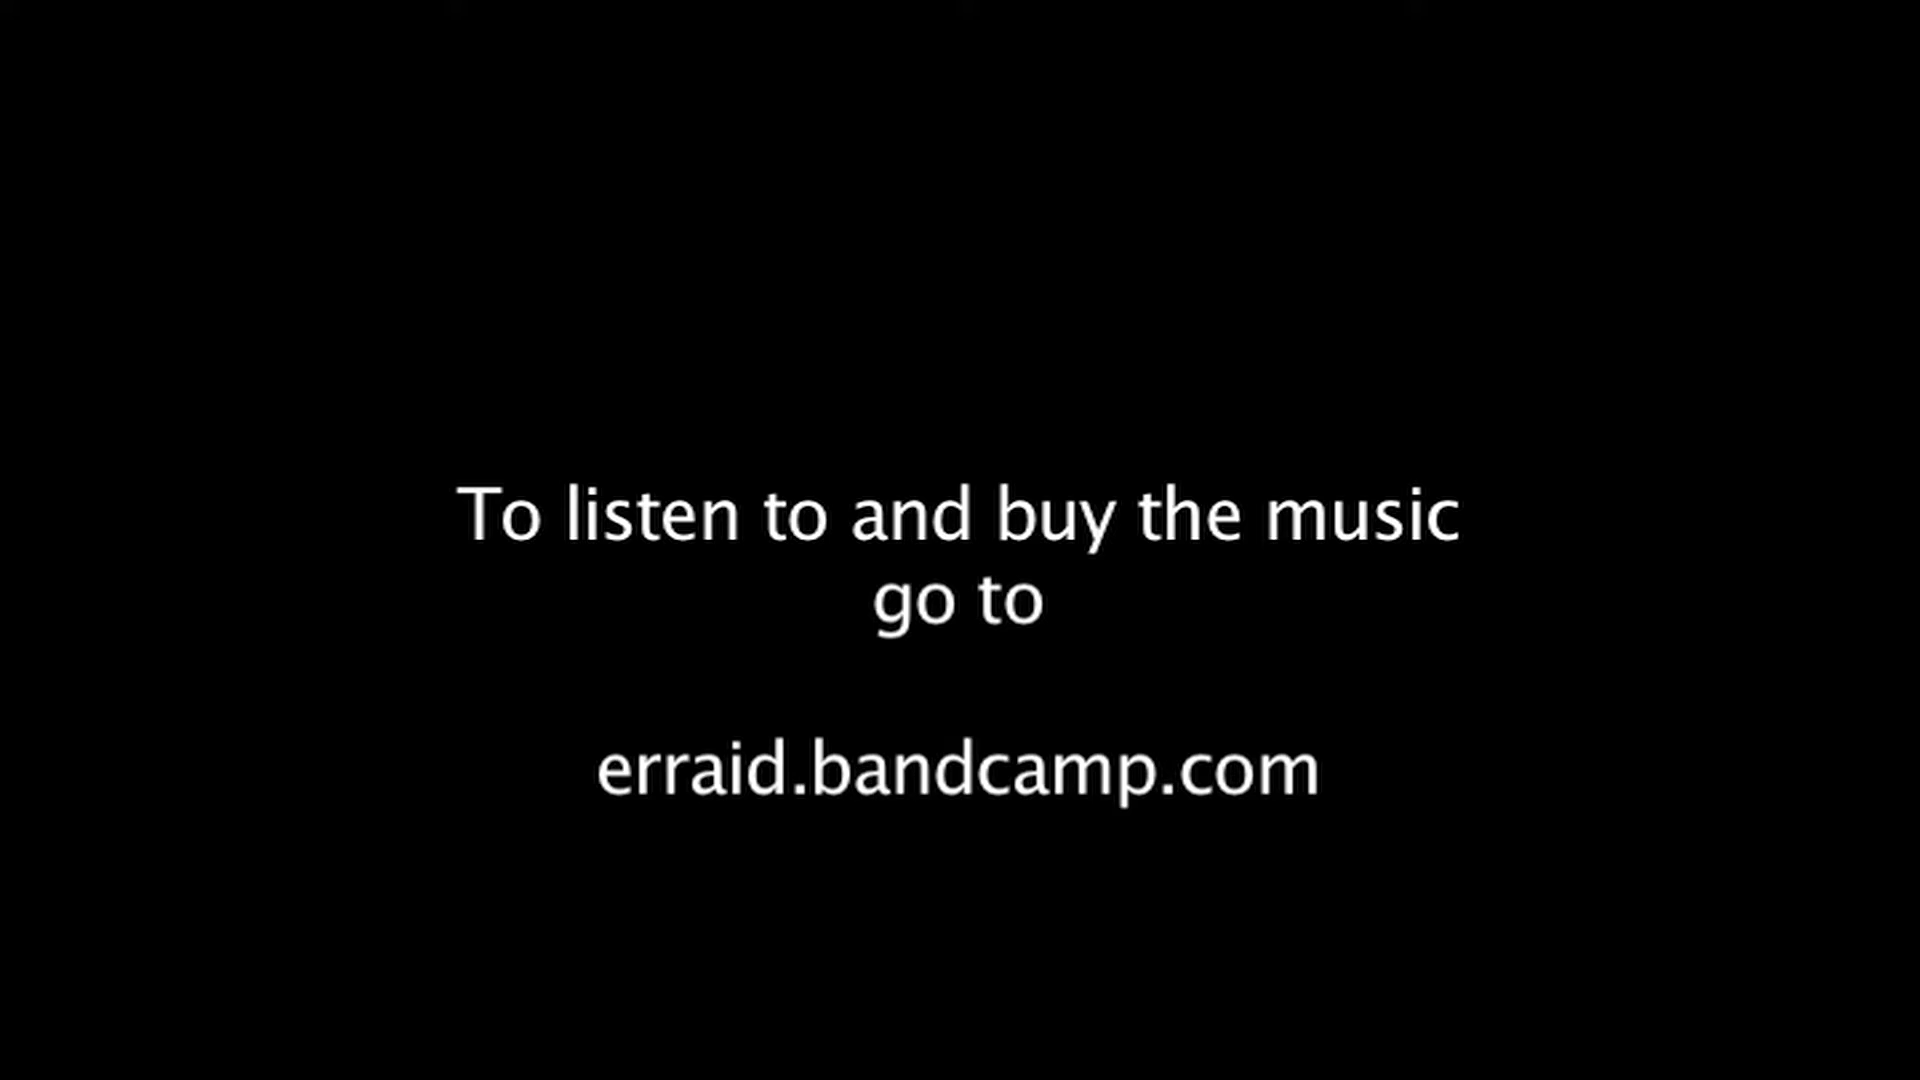 To listen to and buy the music
go to
erraid.bandcamp.com